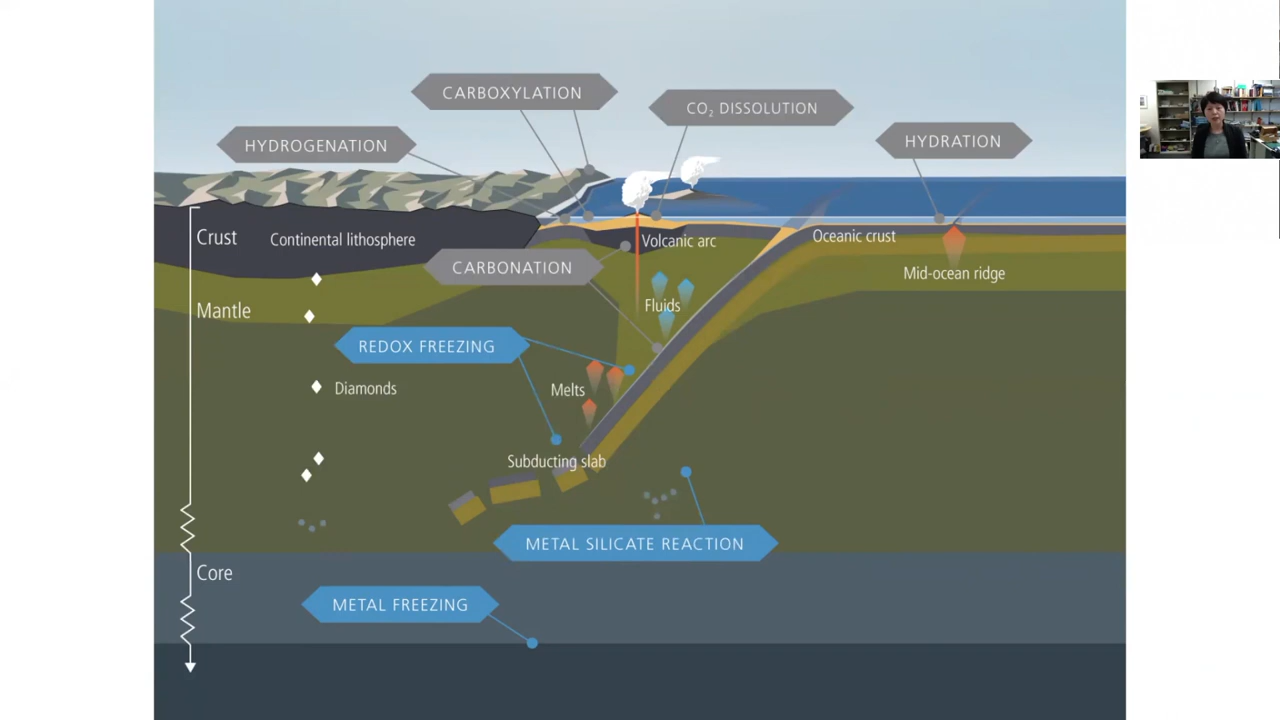 CARBOXYLATION
CO₂ DISSOLUTION
HYDROGENATION
HYDRATION
Crust
Continental lithosphere
Volcanic arc
Oceanic crust
CARBONATION
Mid-ocean ridge
Mantle
Fluids
REDOX FREEZING
Diamonds
Melts
Subducting slab
METAL SILICATE REACTION
Core
METAL FREEZING